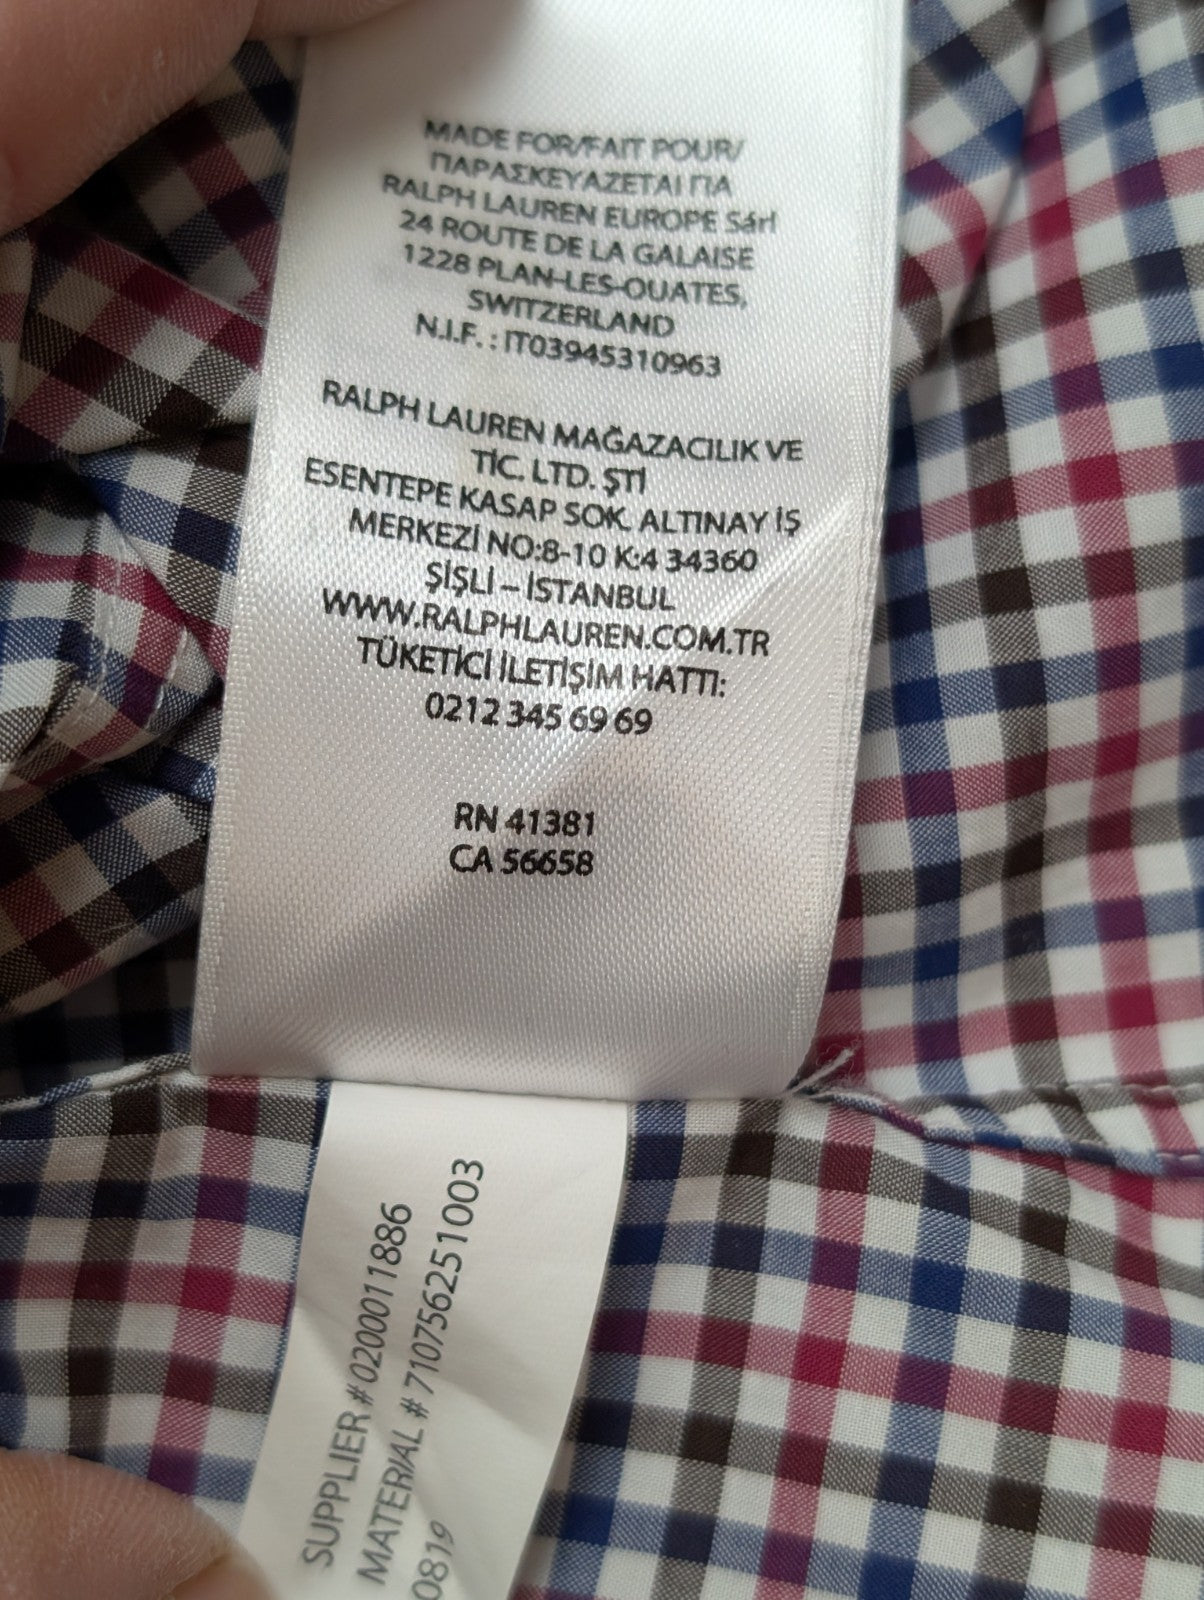 MADE FOR/FAIT POUR/
ΠΑΡΑΣΚΕΥΑΖΕΤΑΙ ΓΙΑ
RALPH LAUREN EUROPE Sárl
24 ROUTE DE LA GALAISE
1228 PLAN-LES-OUATES,
SWITZERLAND
N.I.F. : IT03945310963
RALPH LAUREN MAĞAZACILIK VE
TİC. LTD. ŞTİ
ESENTEPE KASAP SOK. ALTINAY İŞ
MERKEZİ NO:8-10 K:4 34360
ŞİŞLİ – İSTANBUL
WWW.RALPHLAUREN.COM.TR
TÜKETİCİ İLETİŞİM HATTI:
0212 345 69 69
RN 41381
CA 56658
SUPPLIER # 0200011886
MATERIAL # 710756251003
0819